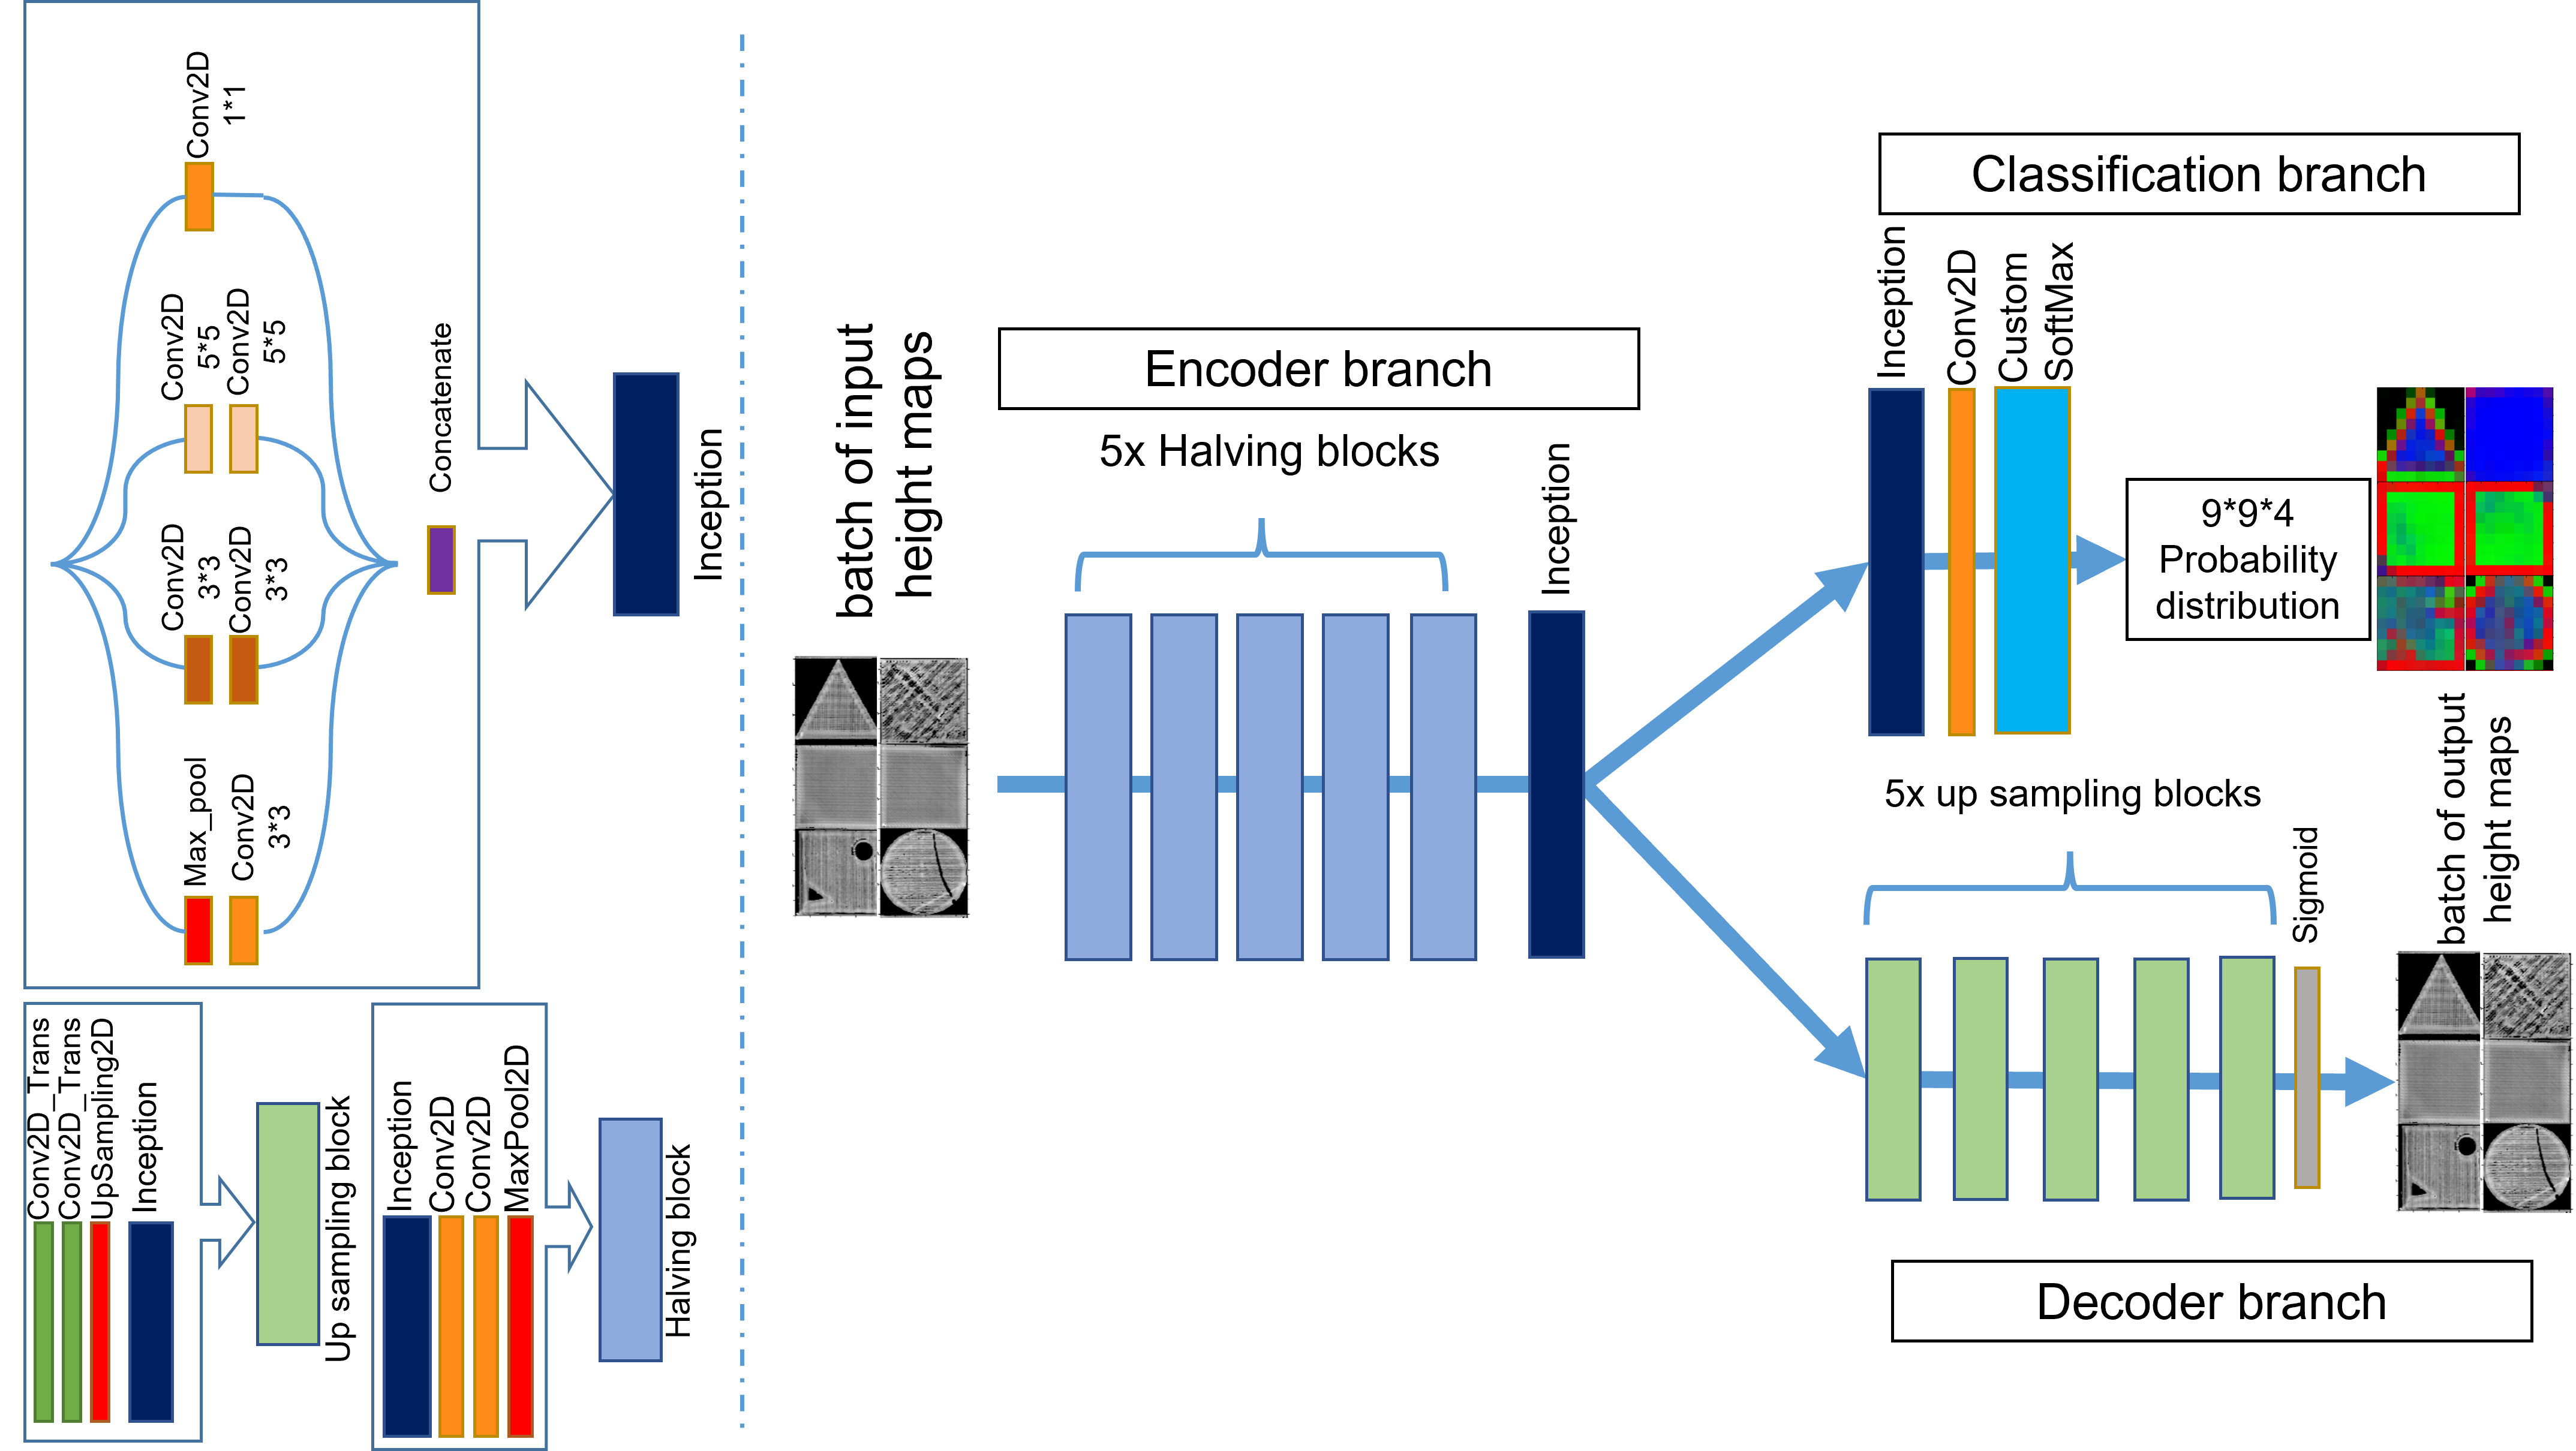 Conv2D
1*1
Conv2D
5*5
Conv2D
5*5
Conv2D
3*3
Conv2D
3*3
Max_pool
Conv2D
3*3
Concatenate
Inception
Conv2D_Trans
Conv2D_Trans
UpSampling2D
Inception
Up sampling block
Inception
Conv2D
Conv2D
MaxPool2D
Halving block
batch of input
height maps
Encoder branch
5x Halving blocks
Inception
Classification branch
Inception
Conv2D
Custom
SoftMax
9*9*4
Probability
distribution
5x up sampling blocks
Sigmoid
batch of output
height maps
Decoder branch